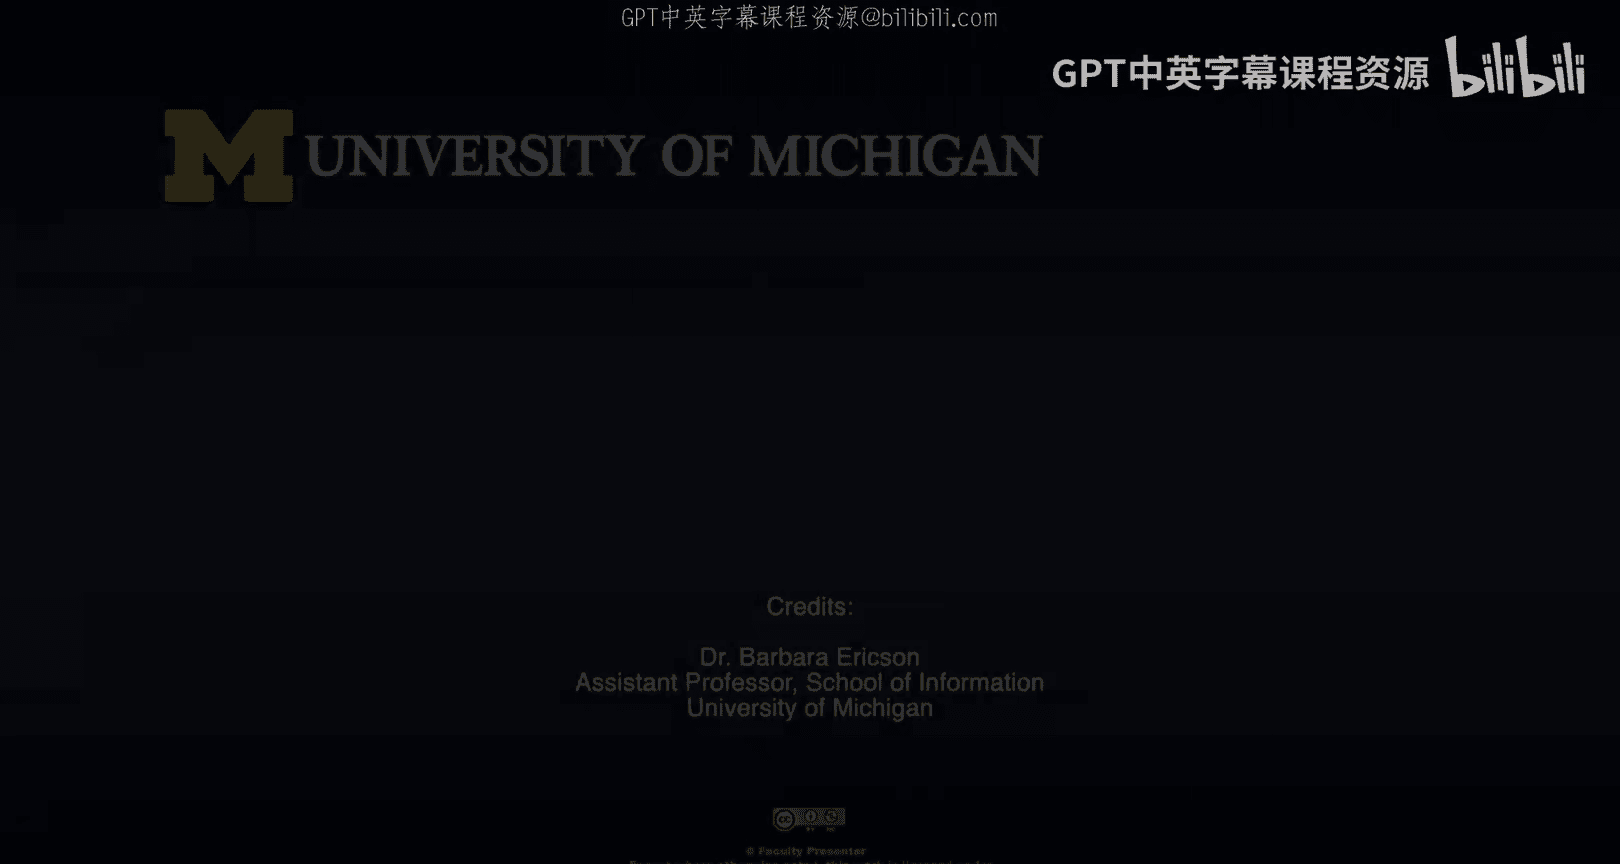 GPT中英字幕课程资源@bilibili.com
GPT中英字幕课程资源 bilibili
M UNIVERSITY OF MICHIGAN
Credits:
Dr. Barbara Ericson
Assistant Professor, School of Information
University of Michigan
© Faculty Presenter